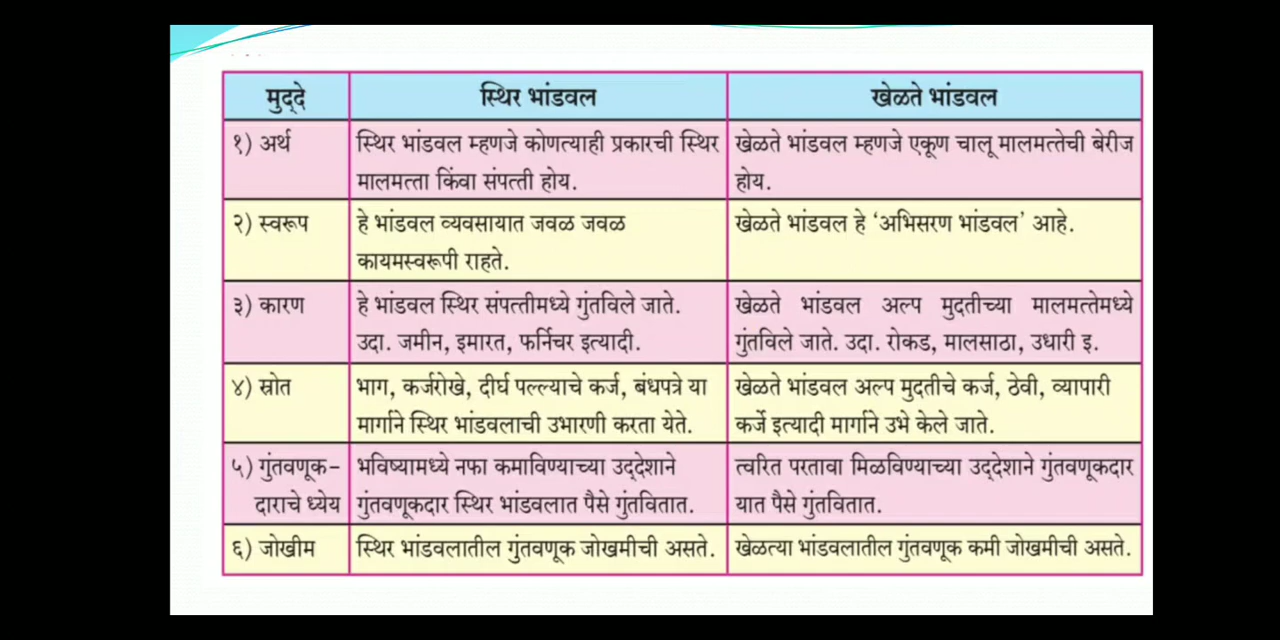 मुद्‌दे स्थिर भांडवल खेळते भांडवल
१) अर्थ स्थिर भांडवल म्हणजे कोणत्याही प्रकारची स्थिर खेळते भांडवल म्हणजे एकूण चालू मालमत्तेची बेरीज
मालमत्ता किंवा संपत्ती होय. होय.
२) स्वरूप हे भांडवल व्यवसायात जवळ जवळ खेळते भांडवल हे ‘अभिसरण भांडवल’ आहे.
कायमस्वरूपी राहते.
३) कारण हे भांडवल स्थिर संपत्तीमध्ये गुंतविले जाते. खेळते भांडवल अल्प मुदतीच्या मालमत्तेमध्ये
उदा. जमीन, इमारत, फर्निचर इत्यादी. गुंतविले जाते. उदा. रोकड, मालसाठा, उधारी इ.
४) स्रोत भाग, कर्जरोखे, दीर्घ पल्ल्याचे कर्ज, बंधपत्रे या खेळते भांडवल अल्प मुदतीचे कर्ज, ठेवी, व्यापारी
मार्गाने स्थिर भांडवलाची उभारणी करता येते. कर्जे इत्यादी मार्गाने उभे केले जाते.
५) गुंतवणूक– भविष्यामध्ये नफा कमाविण्याच्या उद्‌देशाने त्वरित परतावा मिळविण्याच्या उद्‌देशाने गुंतवणूकदार
दाराचे ध्येय गुंतवणूकदार स्थिर भांडवलात पैसे गुंतवितात. यात पैसे गुंतवितात.
६) जोखीम स्थिर भांडवलातील गुंतवणूक जोखमीची असते. खेळत्या भांडवलातील गुंतवणूक कमी जोखमीची असते.